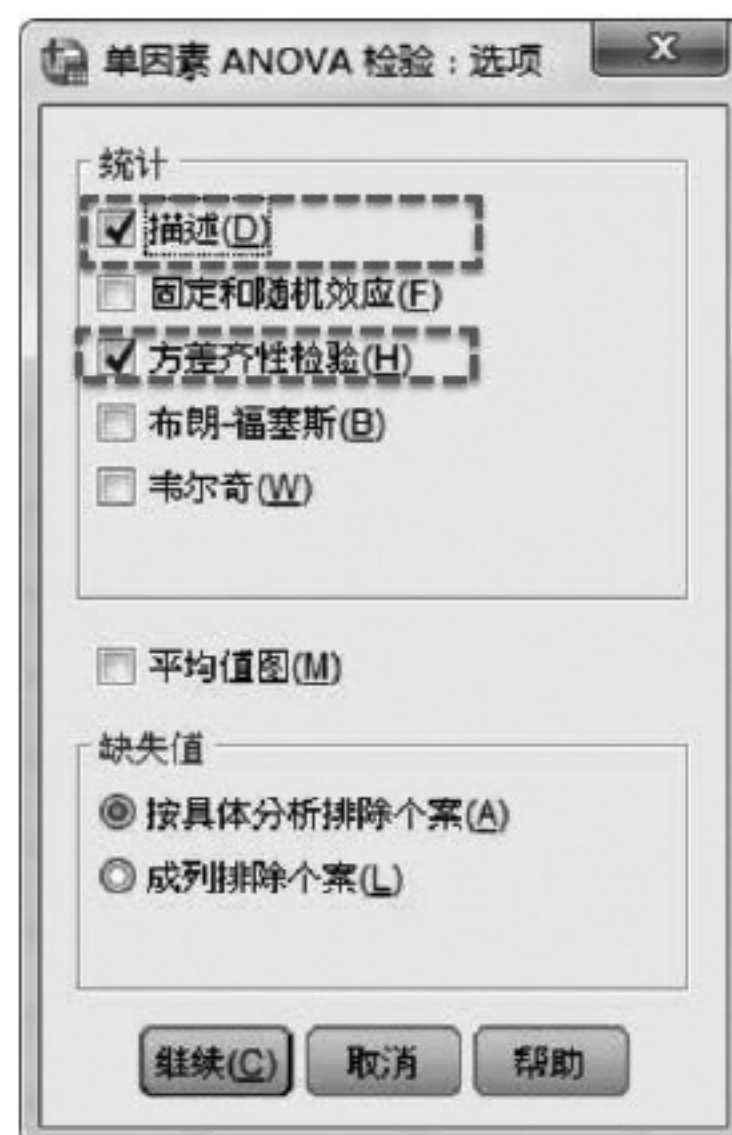 单因素 ANOVA 检验:选项
统计
描述(D)
固定和随机效应(F)
方差齐性检验(H)
布朗-福塞斯(B)
韦尔奇(W)
平均值图(M)
缺失值
按具体分析排除个案(A)
成列排除个案(L)
继续(C) 取消 帮助